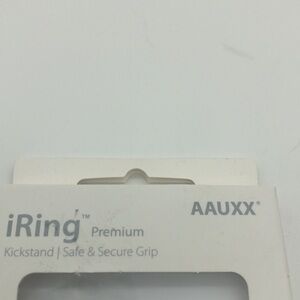 iRing™ Premium AAUXX®
Kickstand | Safe & Secure Grip